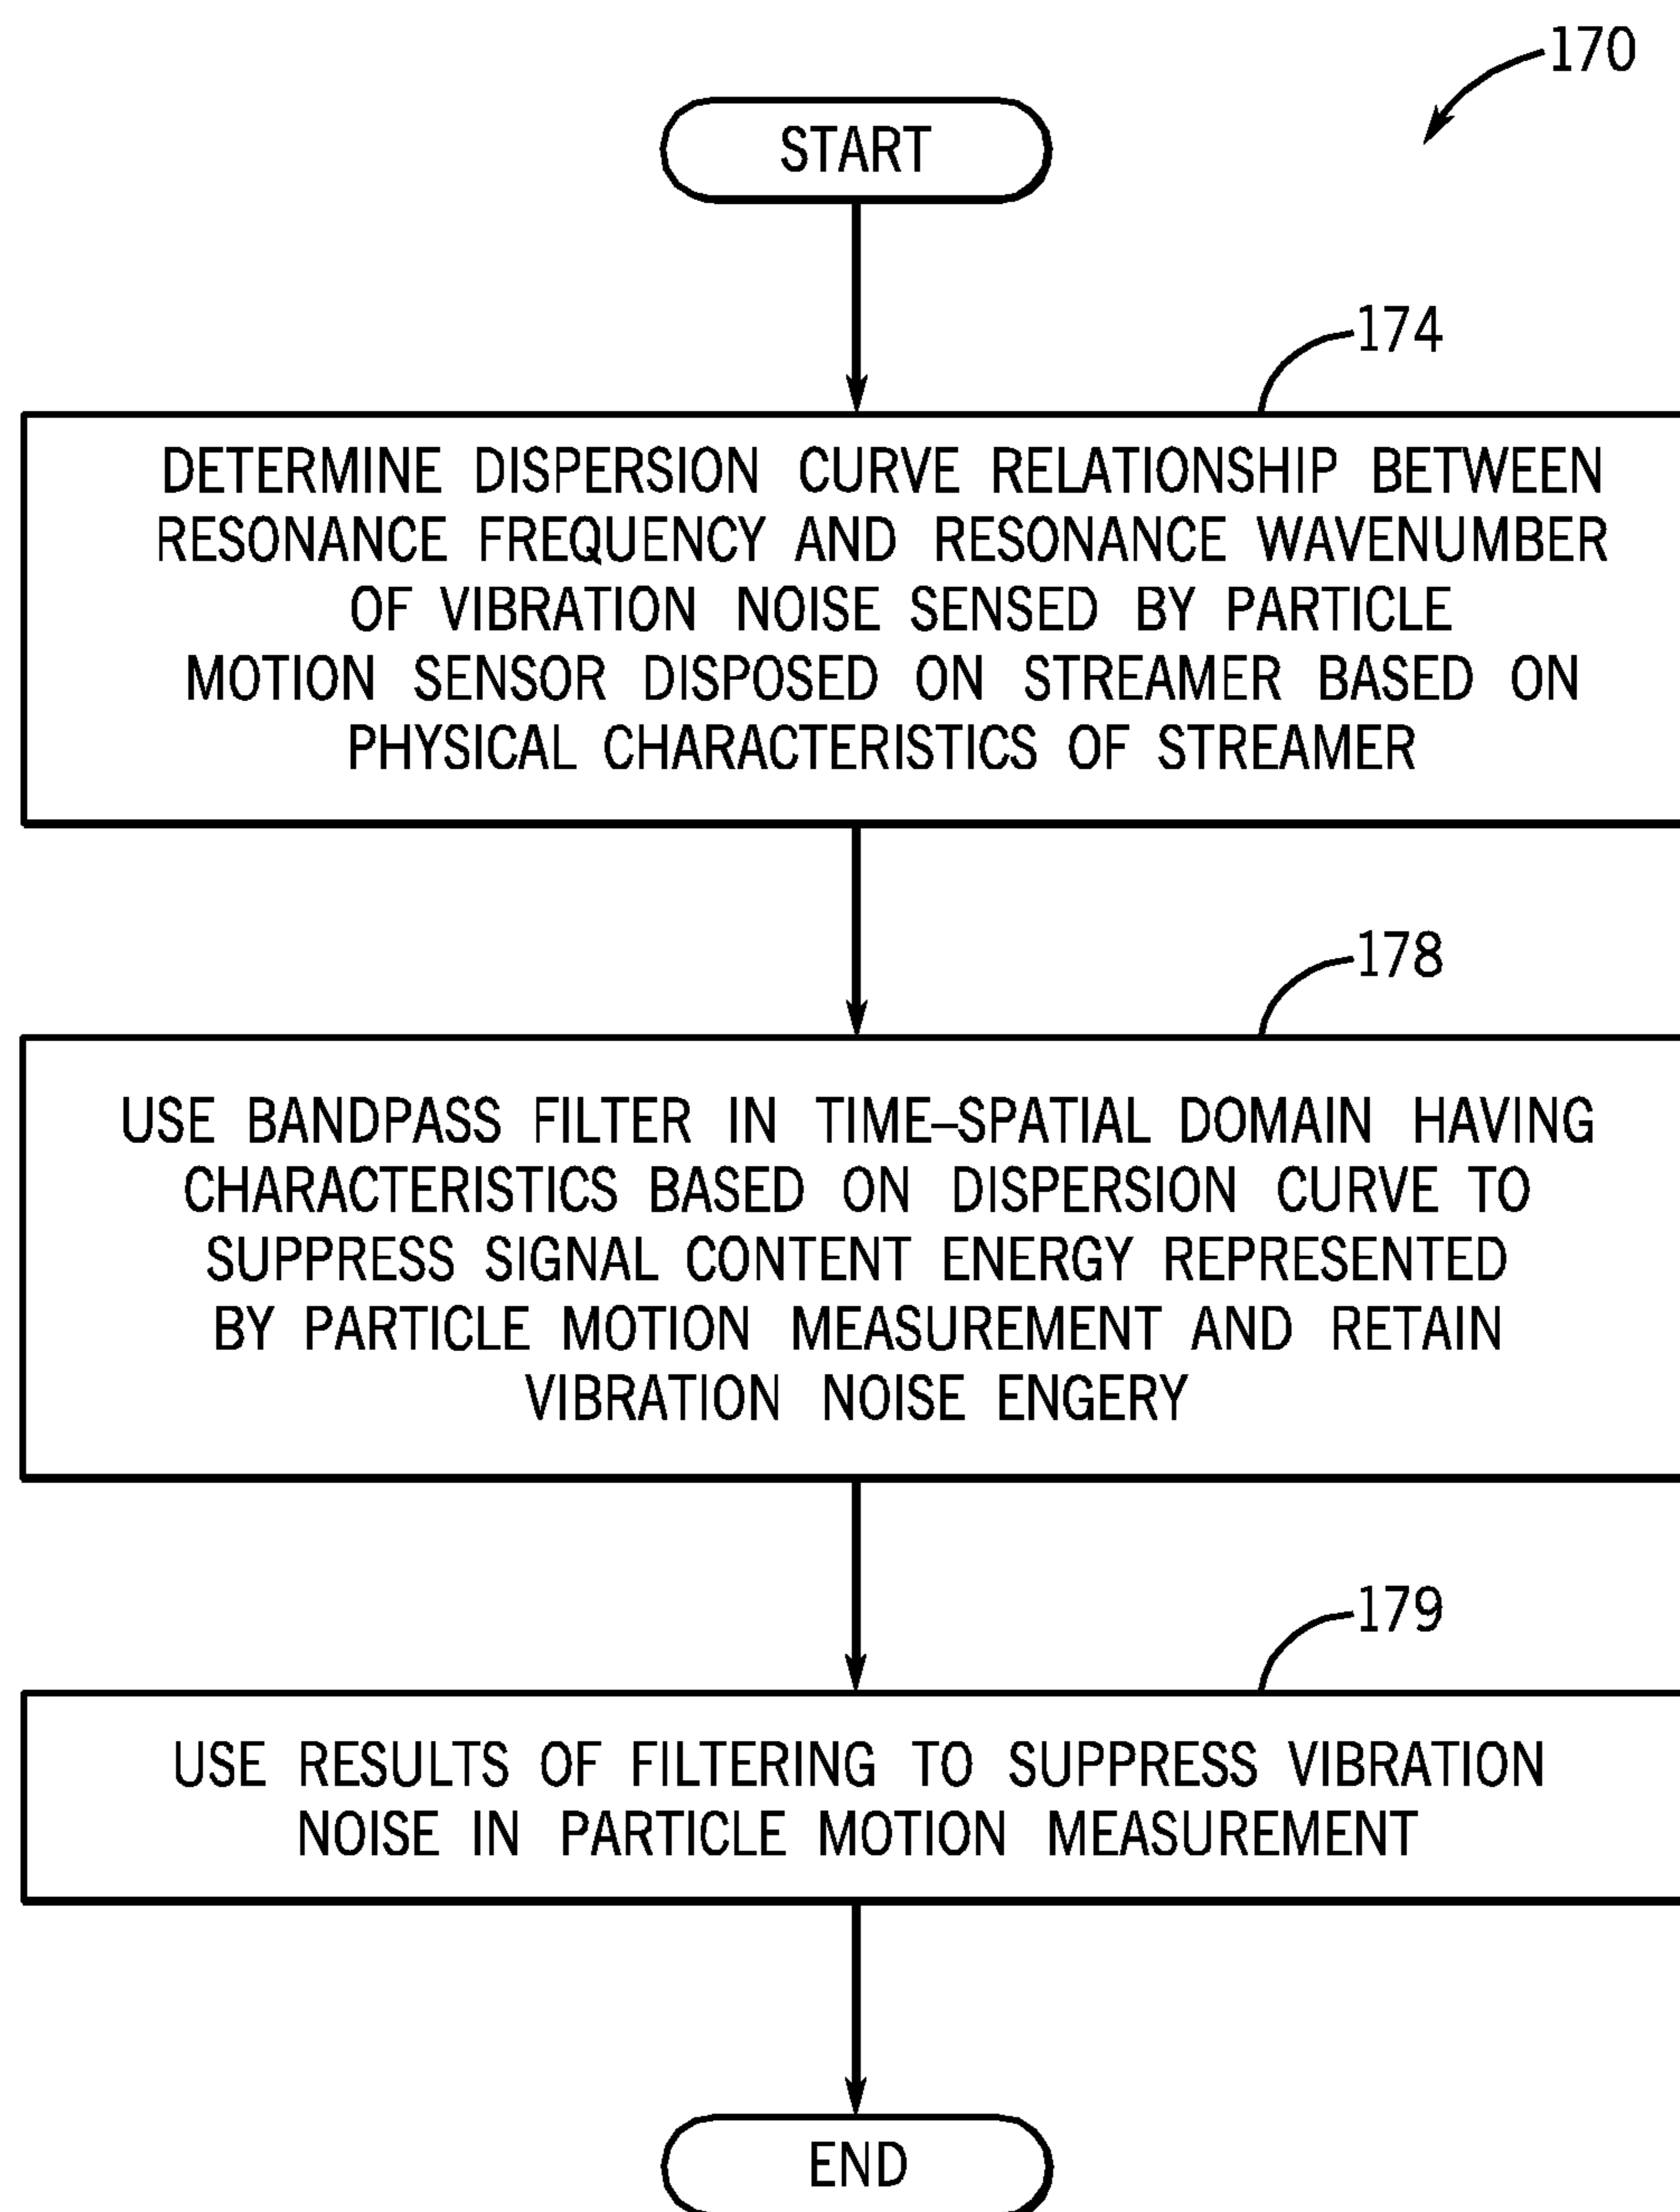 170
START
174
DETERMINE DISPERSION CURVE RELATIONSHIP BETWEEN
RESONANCE FREQUENCY AND RESONANCE WAVENUMBER
OF VIBRATION NOISE SENSED BY PARTICLE
MOTION SENSOR DISPOSED ON STREAMER BASED ON
PHYSICAL CHARACTERISTICS OF STREAMER
178
USE BANDPASS FILTER IN TIME–SPATIAL DOMAIN HAVING
CHARACTERISTICS BASED ON DISPERSION CURVE TO
SUPPRESS SIGNAL CONTENT ENERGY REPRESENTED
BY PARTICLE MOTION MEASUREMENT AND RETAIN
VIBRATION NOISE ENGERY
179
USE RESULTS OF FILTERING TO SUPPRESS VIBRATION
NOISE IN PARTICLE MOTION MEASUREMENT
END